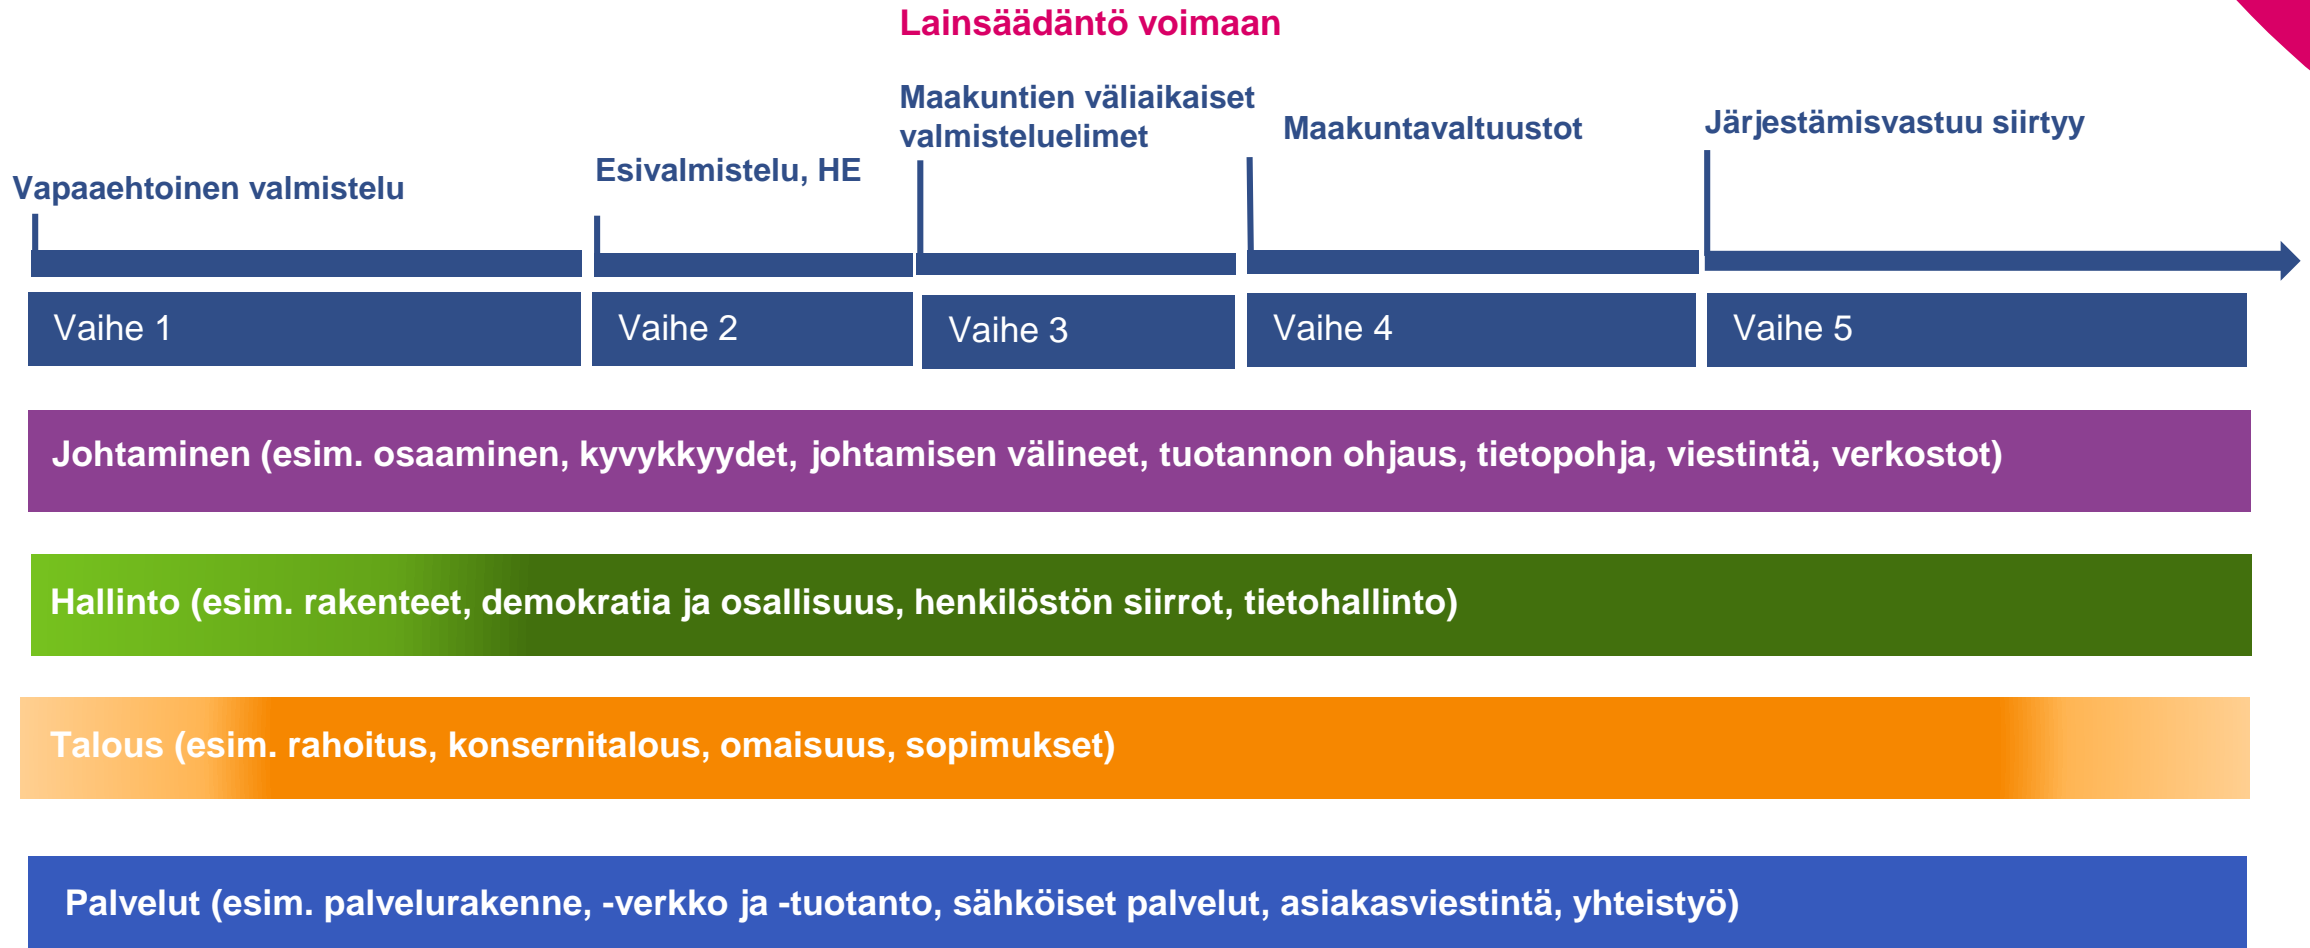 Lainsäädäntö voimaan
Maakuntien väliaikaiset
valmisteluelimet
Maakuntavaltuustot
Järjestämisvastuu siirtyy
Esivalmistelu, HE
Vapaaehtoinen valmistelu
Vaihe 1
Vaihe 2
Vaihe 3
Vaihe 4
Vaihe 5
Johtaminen (esim. osaaminen, kyvykkyydet, johtamisen välineet, tuotannon ohjaus, tietopohja, viestintä, verkostot)
Hallinto (esim. rakenteet, demokratia ja osallisuus, henkilöstön siirrot, tietohallinto)
Talous (esim. rahoitus, konsernitalous, omaisuus, sopimukset)
Palvelut (esim. palvelurakenne, -verkko ja -tuotanto, sähköiset palvelut, asiakasviestintä, yhteistyö)